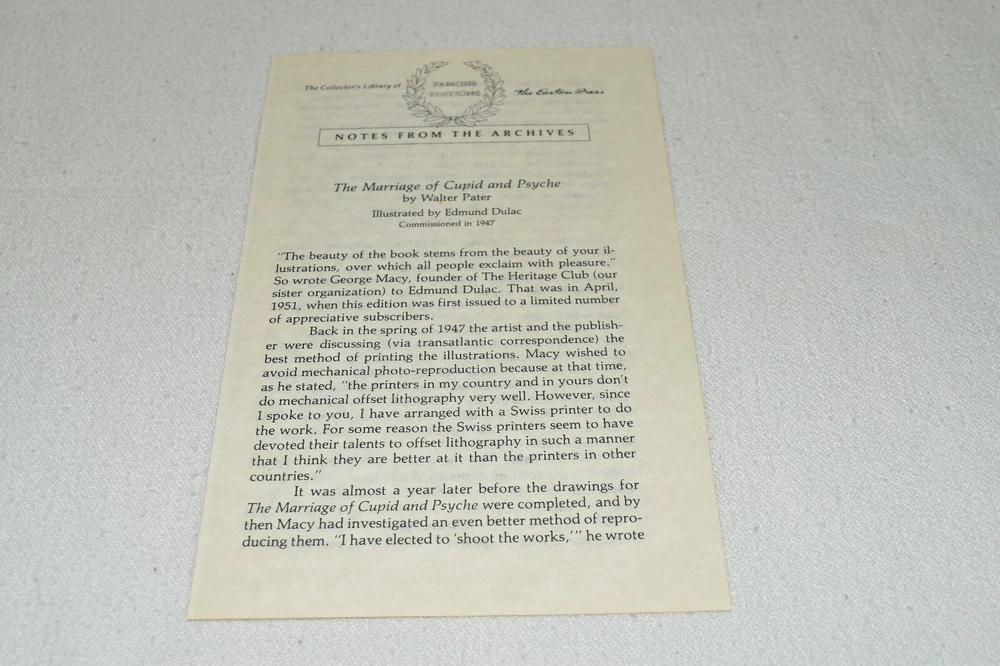 The Collector's Library of
FAMOUS
EDITIONS
The Easton Press
NOTES FROM THE ARCHIVES
The Marriage of Cupid and Psyche
by Walter Pater
Illustrated by Edmund Dulac
Commissioned in 1947
"The beauty of the book stems from the beauty of your il-
lustrations, over which all people exclaim with pleasure."
So wrote George Macy, founder of The Heritage Club (our
sister organization) to Edmund Dulac. That was in April,
1951, when this edition was first issued to a limited number
of appreciative subscribers.
Back in the spring of 1947 the artist and the publish-
er were discussing (via transatlantic correspondence) the
best method of printing the illustrations. Macy wished to
avoid mechanical photo-reproduction because at that time,
as he stated, "the printers in my country and in yours don't
do mechanical offset lithography very well. However, since
I spoke to you, I have arranged with a Swiss printer to do
the work. For some reason the Swiss printers seem to have
devoted their talents to offset lithography in such a manner
that I think they are better at it than the printers in other
countries."
It was almost a year later before the drawings for
The Marriage of Cupid and Psyche were completed, and by
then Macy had investigated an even better method of repro-
ducing them. "I have elected to 'shoot the works,'" he wrote